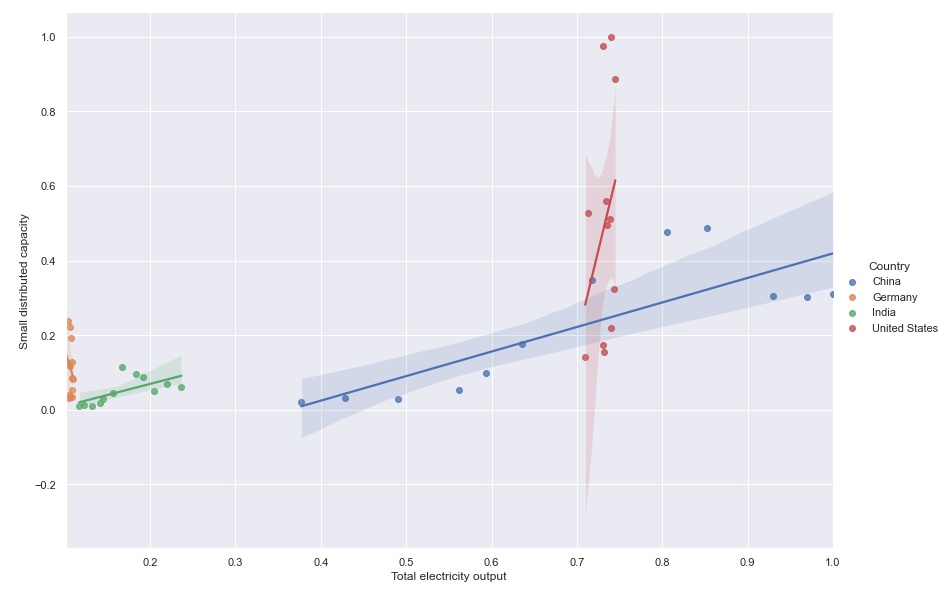 1.0
0.8
0.6
0.4
0.2
0.0
−0.2
Small distributed capacity
0.2
0.3
0.4
0.5
0.6
0.7
0.8
0.9
1.0
Total electricity output
Country
China
Germany
India
United States